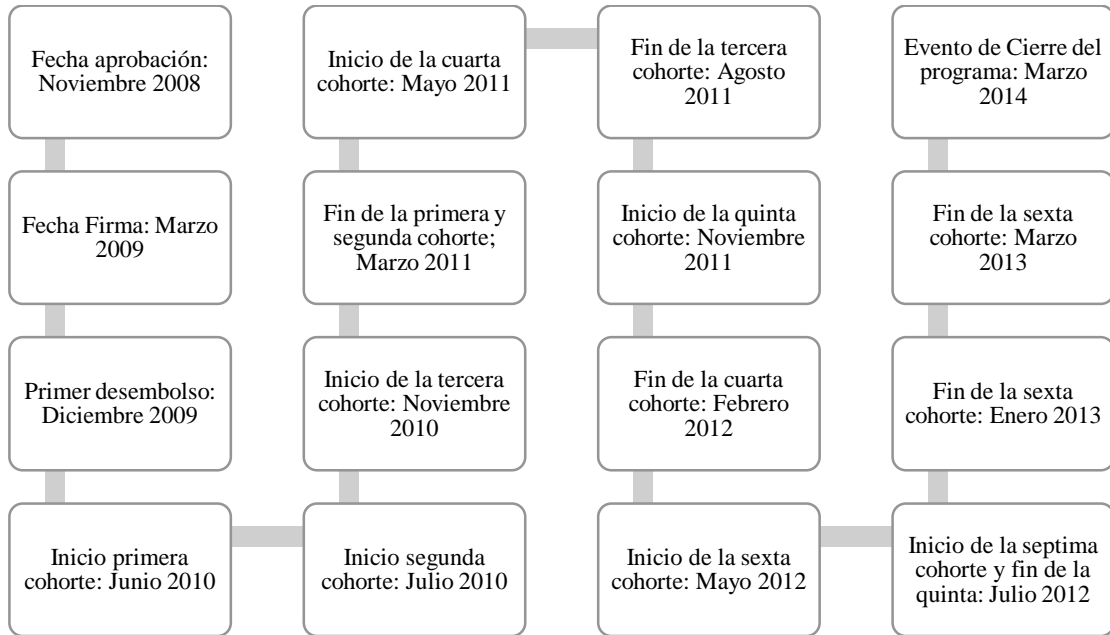 Fecha aprobación:
Noviembre 2008
Fecha Firma: Marzo
2009
Primer desembolso:
Diciembre 2009
Inicio primera
cohorte: Junio 2010
Inicio segunda
cohorte: Julio 2010
Inicio de la tercera
cohorte: Noviembre
2010
Fin de la primera y
segunda cohorte;
Marzo 2011
Inicio de la cuarta
cohorte: Mayo 2011
Fin de la tercera
cohorte: Agosto
2011
Inicio de la quinta
cohorte: Noviembre
2011
Fin de la cuarta
cohorte: Febrero
2012
Inicio de la sexta
cohorte: Mayo 2012
Inicio de la septima
cohorte y fin de la
quinta: Julio 2012
Fin de la sexta
cohorte: Enero 2013
Fin de la sexta
cohorte: Marzo
2013
Evento de Cierre del
programa: Marzo
2014